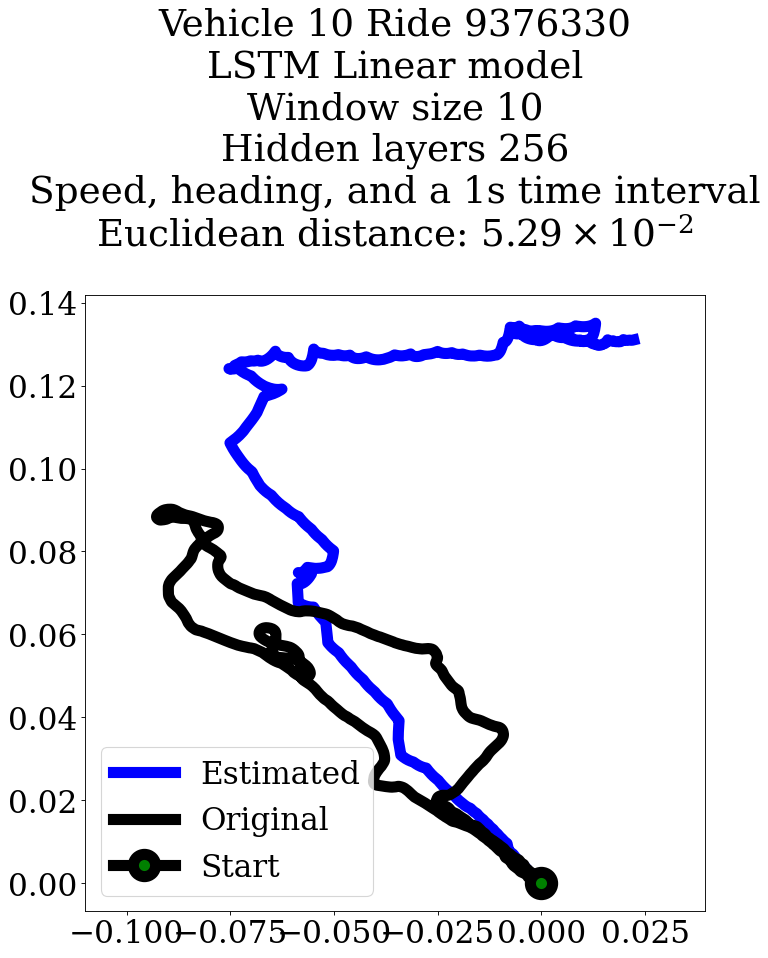 Vehicle 10 Ride 9376330
LSTM Linear model
Window size 10
Hidden layers 256
Speed, heading, and a 1s time interval
Euclidean distance: 5.29 × 10⁻²
0.14
0.12
0.10
0.08
0.06
0.04
0.02
0.00
Estimated
Original
Start
−0.100 −0.075 −0.050 −0.025 0.000 0.025